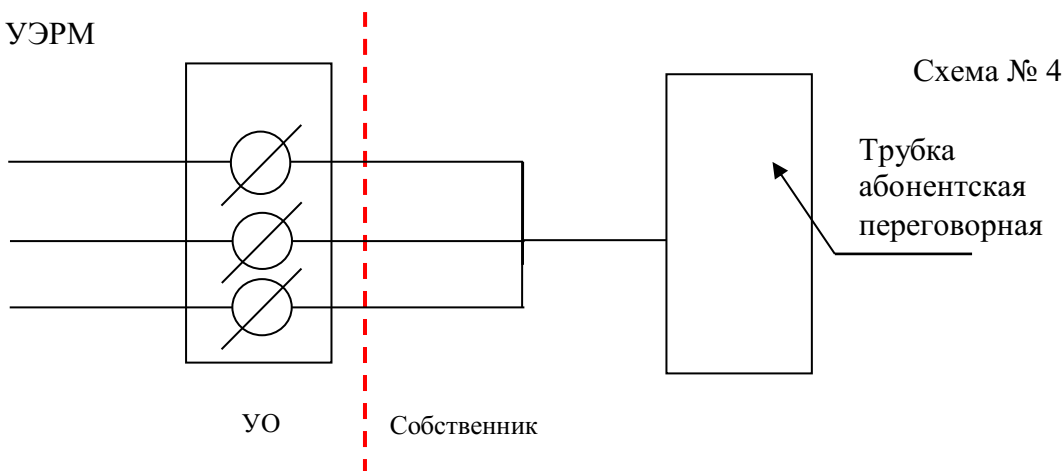 УЭРМ
Схема № 4
Трубка
абонентская
переговорная
УО
Собственник